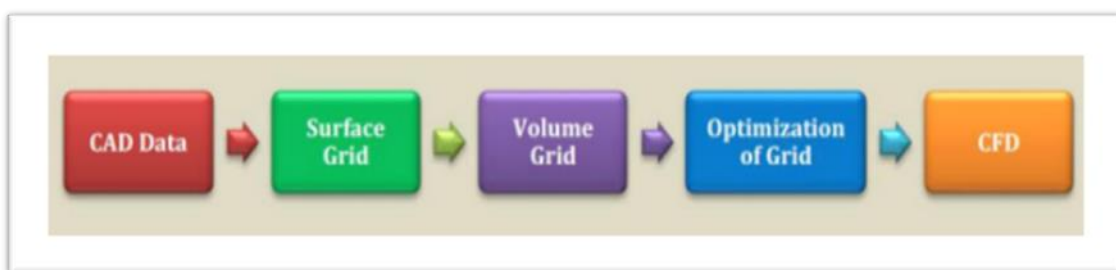 CAD Data
Surface
Grid
Volume
Grid
Optimization
of Grid
CFD